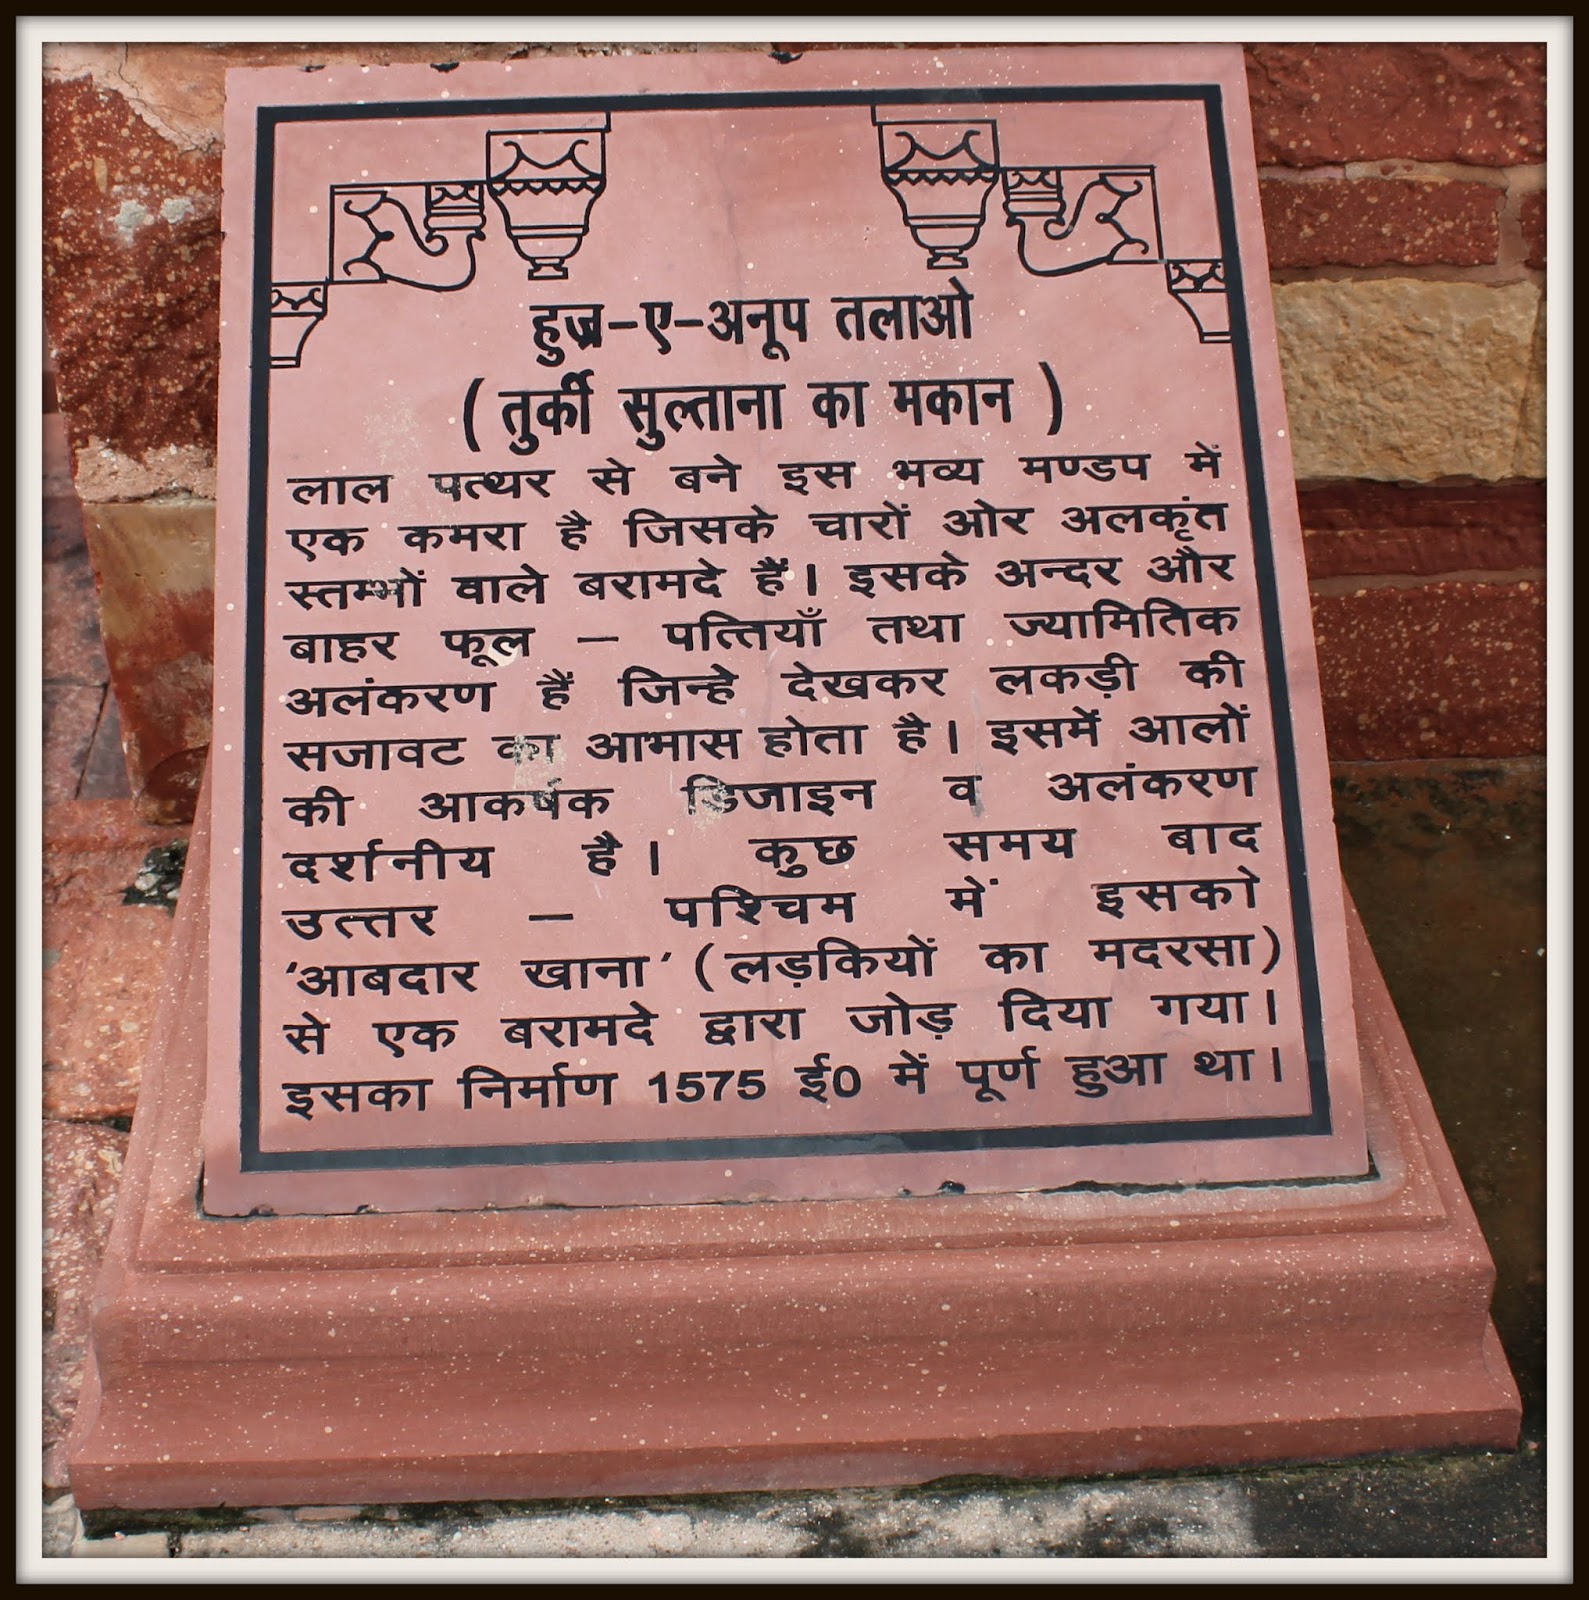 हुज्र-ए-अनूप तलाओ
( तुर्की सुल्ताना का मकान )
लाल पत्थर से बने इस भव्य मण्डप में
एक कमरा है जिसके चारों ओर अलकृंत
स्तम्भों वाले बरामदे हैं। इसके अन्दर और
बाहर फूल – पत्तियाँ तथा ज्यामितिक
अलंकरण हैं जिन्हे देखकर लकड़ी की
सजावट का आभास होता है। इसमें आलों
की आकर्षक डिजाइन व अलंकरण
दर्शनीय है। कुछ समय बाद
उत्तर – पश्चिम में इसको
'आबदार खाना' (लड़कियों का मदरसा)
से एक बरामदे द्वारा जोड़ दिया गया।
इसका निर्माण 1575 ई0 में पूर्ण हुआ था।